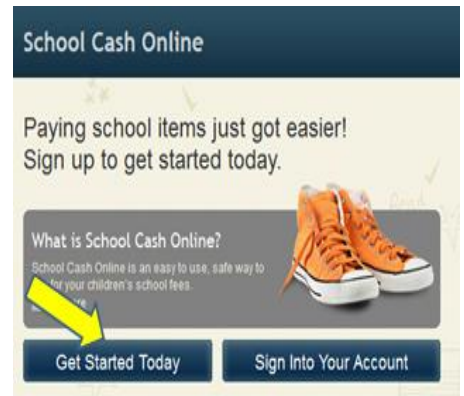 School Cash Online
Paying school items just got easier!
Sign up to get started today.
What is School Cash Online?
School Cash Online is an easy to use, safe way to
for your children's school fees.
Get Started Today
Sign Into Your Account